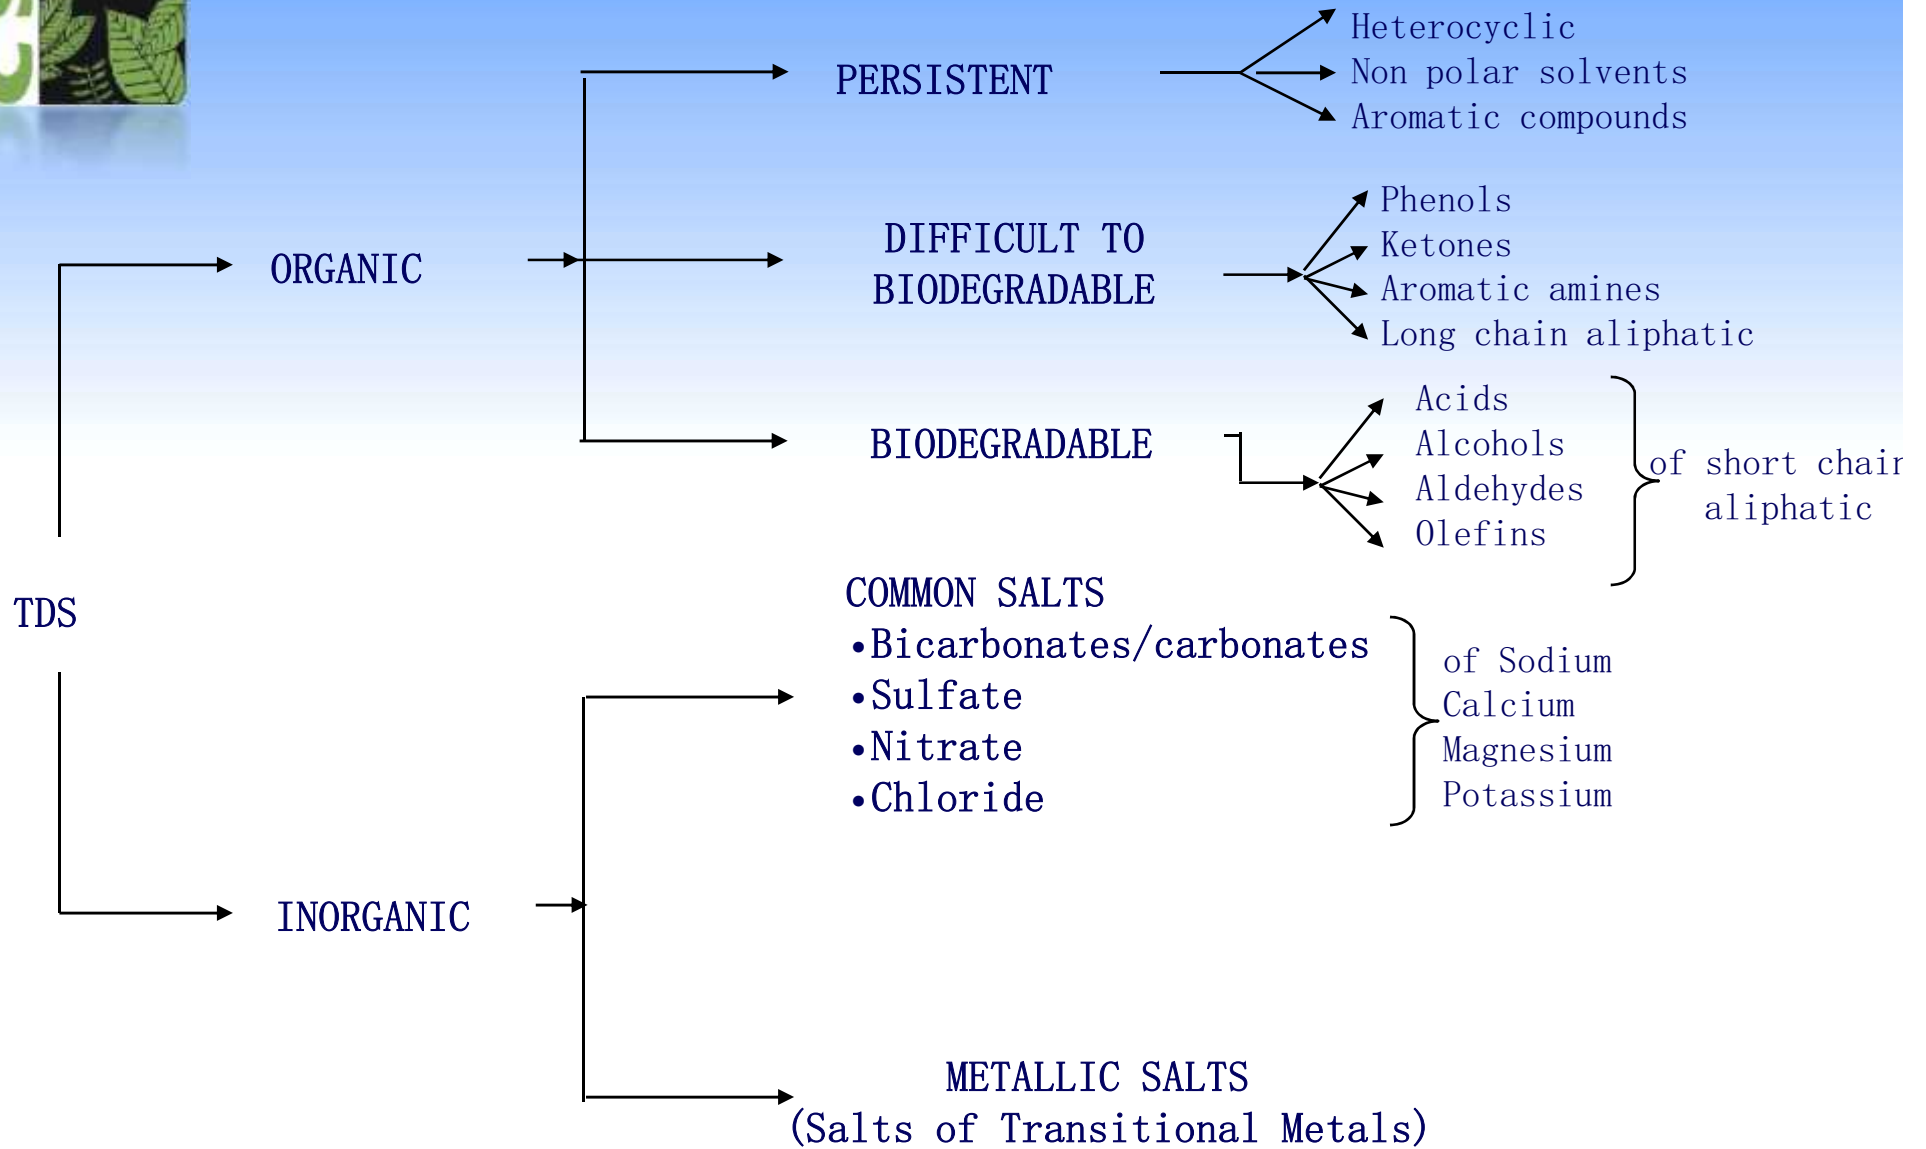 Heterocyclic
PERSISTENT
Non polar solvents
Aromatic compounds
Phenols
DIFFICULT TO
BIODEGRADABLE
Ketones
ORGANIC
Aromatic amines
Long chain aliphatic
Acids
BIODEGRADABLE
Alcohols
Aldehydes
Olefins
of short chain
aliphatic
TDS
COMMON SALTS
•Bicarbonates/carbonates
•Sulfate
•Nitrate
•Chloride
of Sodium
Calcium
Magnesium
Potassium
INORGANIC
METALLIC SALTS
(Salts of Transitional Metals)